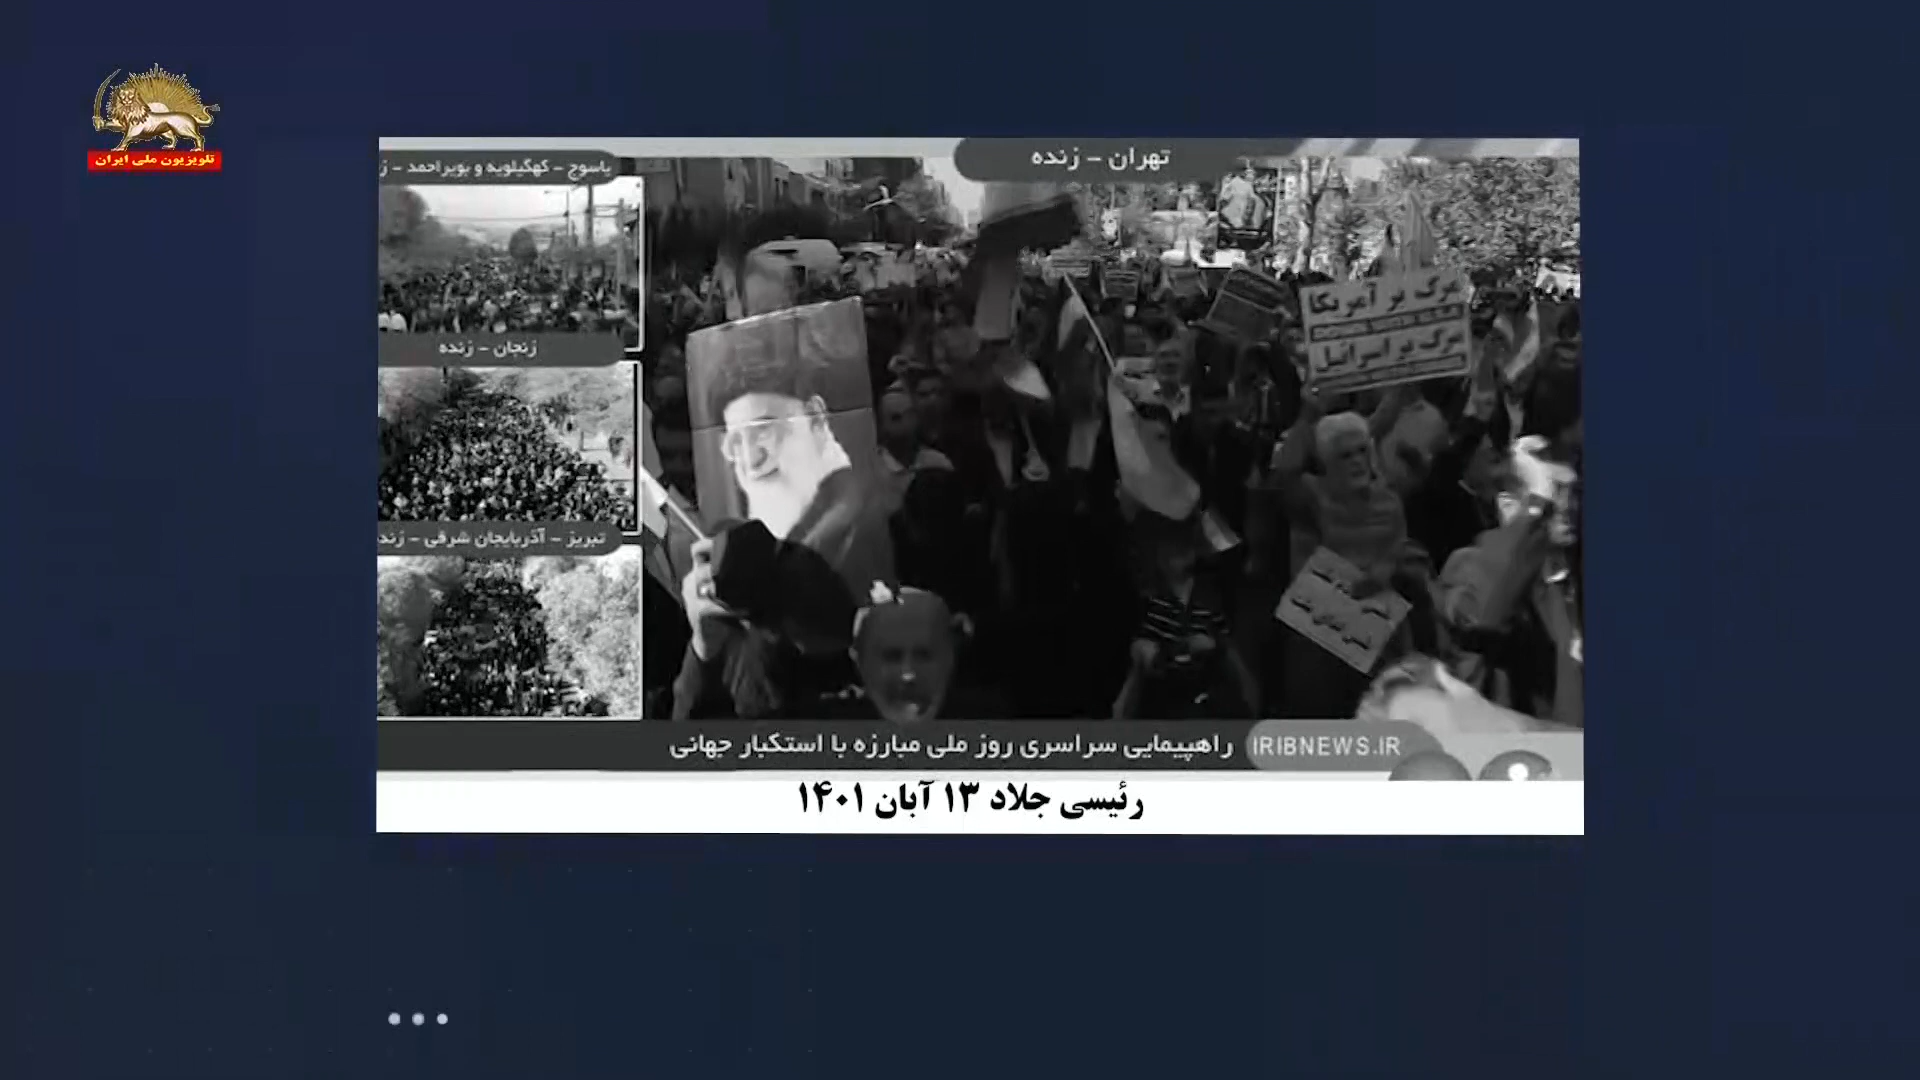 تلویزیون ملی ایران
تهران - زنده
یاسوج - کهگیلویه و بویراحمد - ز
زنجان - زنده
تبریز - آذربایجان شرقی - زند
مرگ بر آمریکا
مرگ بر اسرائیل
راهپیمایی سراسری روز ملی مبارزه با استکبار جهانی
IRIBNEWS.IR
رئیسی جلاد ۱۳ آبان ۱۴۰۱